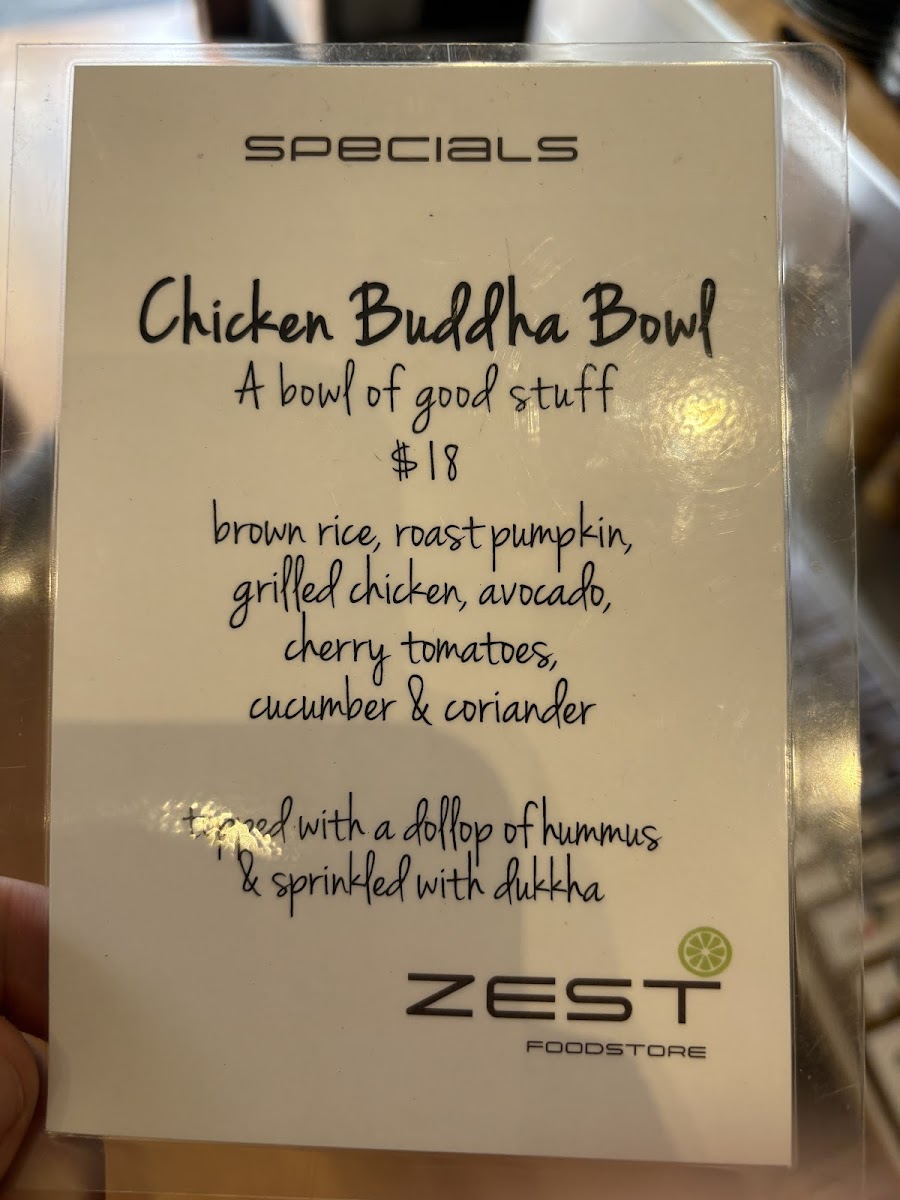 SPECIALS
Chicken Buddha Bowl
A bowl of good stuff
$18
brown rice, roast pumpkin,
grilled chicken, avocado,
cherry tomatoes,
cucumber & coriander
topped with a dollop of hummus
& sprinkled with dukkha
ZEST
FOODSTORE